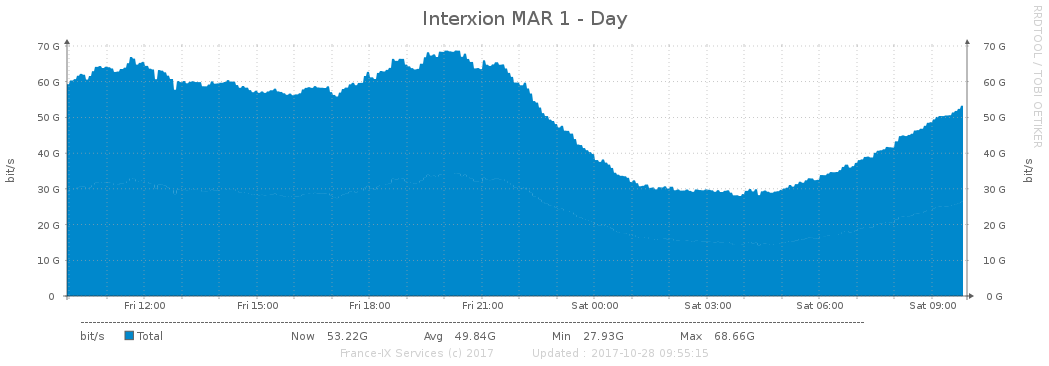 Interxion MAR 1 - Day
RRDTOOL / TOBI OETIKER
bit/s
70 G
60 G
50 G
40 G
30 G
20 G
10 G
0
70 G
60 G
50 G
40 G
30 G
20 G
10 G
0 G
bit/s
Fri 12:00 Fri 15:00 Fri 18:00 Fri 21:00 Sat 00:00 Sat 03:00 Sat 06:00 Sat 09:00
bit/s Total Now 53.22G Avg 49.84G Min 27.93G Max 68.66G
France-IX Services (c) 2017 Updated : 2017-10-28 09:55:15